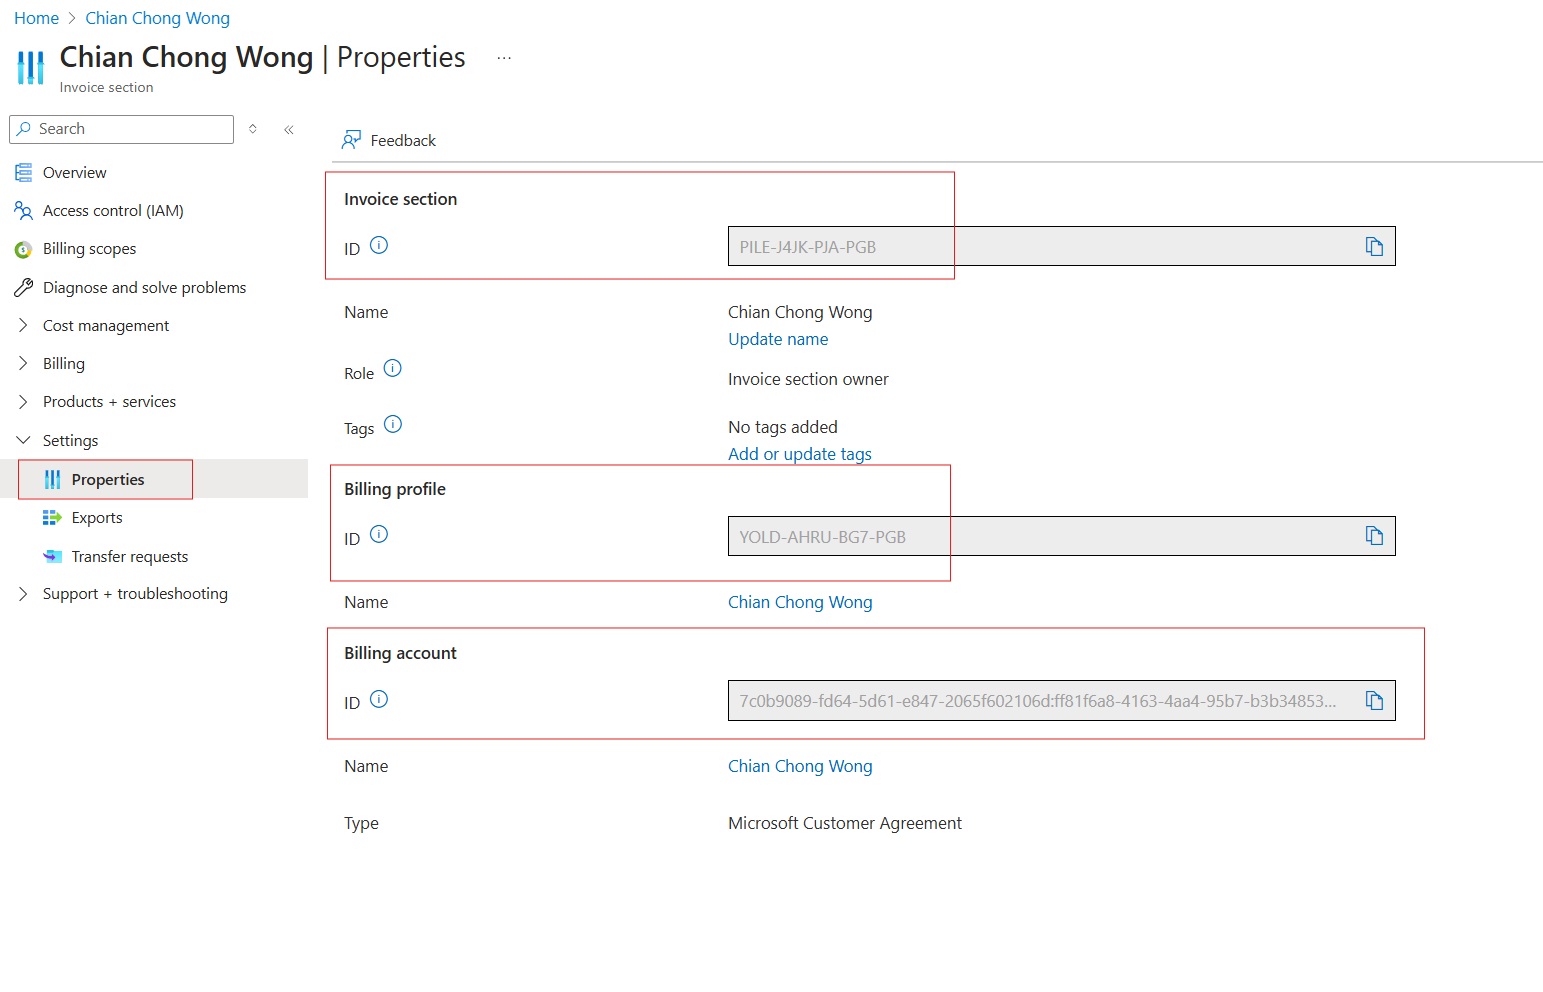 Home > Chian Chong Wong
Chian Chong Wong | Properties ...
Invoice section
Search
Feedback
Overview
Access control (IAM)
Billing scopes
Diagnose and solve problems
Cost management
Billing
Products + services
Settings
Properties
Exports
Transfer requests
Support + troubleshooting
Invoice section
ID PILE-J4JK-PJA-PGB
Name Chian Chong Wong
Update name
Role Invoice section owner
Tags No tags added
Add or update tags
Billing profile
ID YOLD-AHRU-BG7-PGB
Name Chian Chong Wong
Billing account
ID 7c0b9089-fd64-5d61-e847-2065f602106d:ff81f6a8-4163-4aa4-95b7-b3b34853...
Name Chian Chong Wong
Type Microsoft Customer Agreement